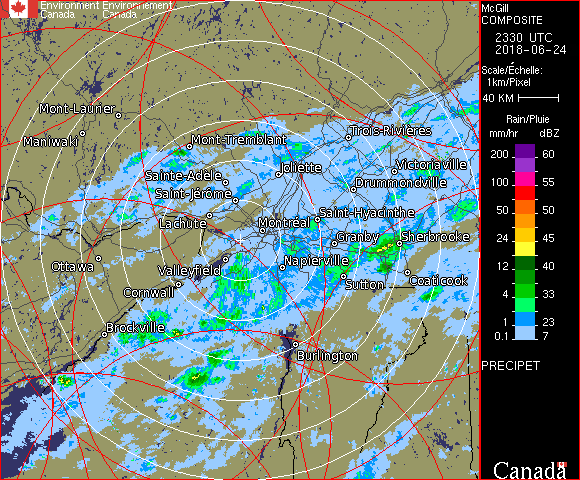 Environment Environnement
Canada Canada
McGill
COMPOSITE
2330 UTC
2018-06-24
Scale/Échelle:
1km/Pixel
40 KM
Rain/Pluie
mm/hr dBZ
200 60
100 55
50 50
24 45
12 40
4 33
1 23
0.1 7
PRECIPET
Canada
Mont-Laurier
Maniwaki
Mont-Tremblant
Trois-Rivières
Sainte-Adèle
Joliette
Victoriaville
Saint-Jérôme
Drummondville
Lachute
Montréal
Saint-Hyacinthe
Granby
Sherbrooke
Ottawa
Valleyfield
Napierville
Cornwall
Sutton
Coaticook
Brockville
Burlington